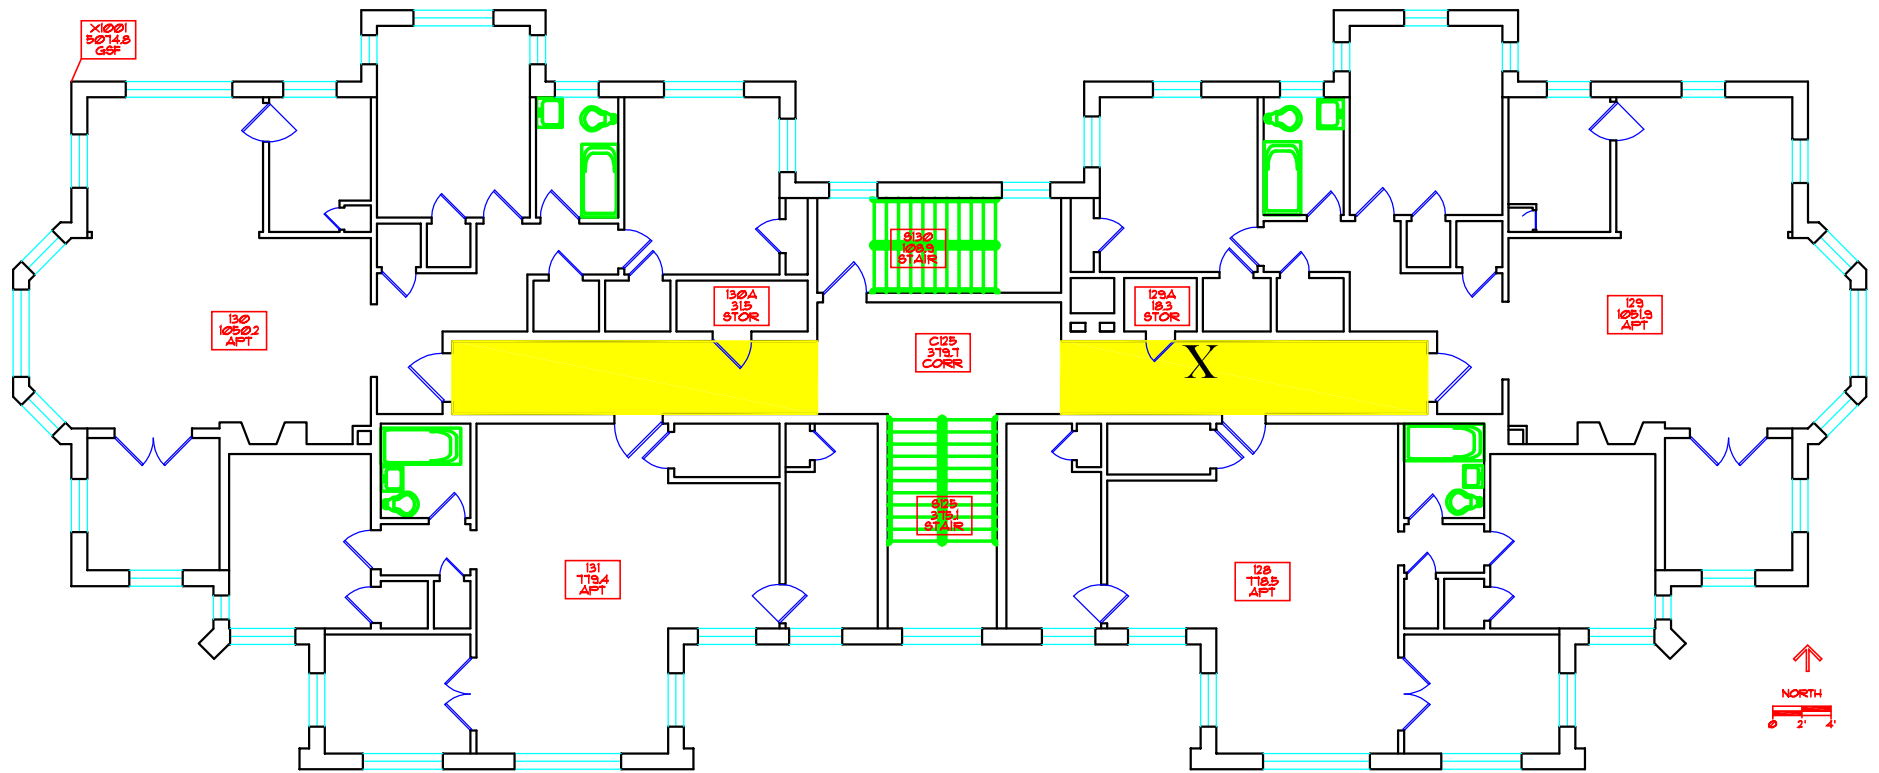 X1001
5074.8
GSF
S130
108.9
STAIR
130A
31.5
STOR
129A
18.3
STOR
130
1050.2
APT
129
1051.9
APT
C125
379.7
CORR
X
S125
375.1
STAIR
131
779.4
APT
128
778.5
APT
NORTH
0 2' 4'